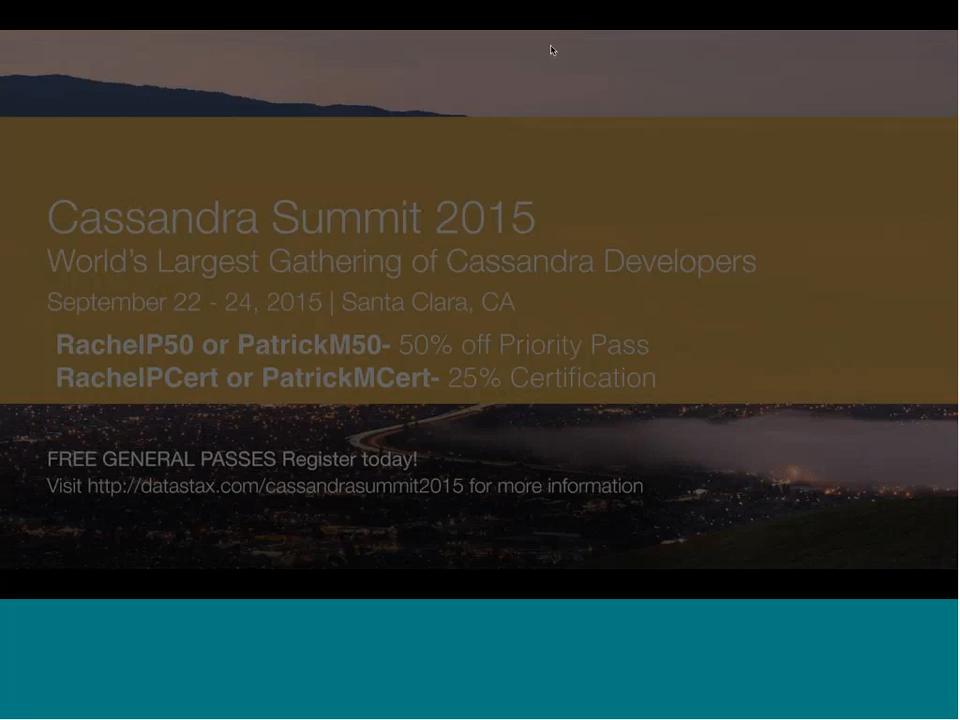 Cassandra Summit 2015
World's Largest Gathering of Cassandra Developers
September 22 - 24, 2015 | Santa Clara, CA
RachelP50 or PatrickM50- 50% off Priority Pass
RachelPCert or PatrickMCert- 25% Certification
FREE GENERAL PASSES Register today!
Visit http://datastax.com/cassandrasummit2015 for more information